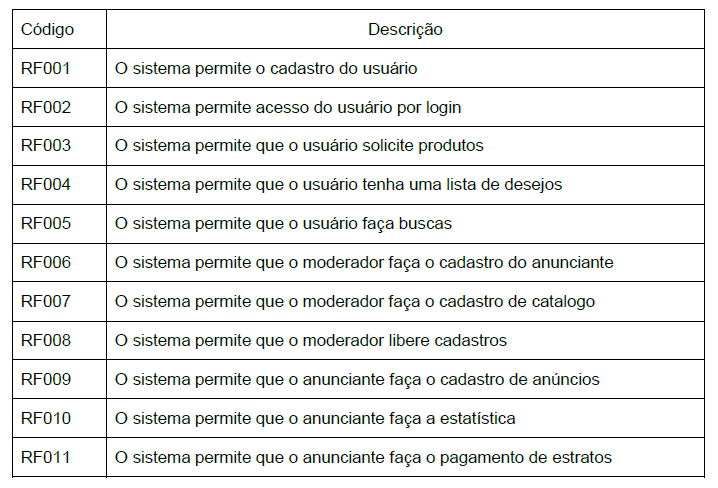 Código Descrição
RF001 O sistema permite o cadastro do usuário
RF002 O sistema permite acesso do usuário por login
RF003 O sistema permite que o usuário solicite produtos
RF004 O sistema permite que o usuário tenha uma lista de desejos
RF005 O sistema permite que o usuário faça buscas
RF006 O sistema permite que o moderador faça o cadastro do anunciante
RF007 O sistema permite que o moderador faça o cadastro de catalogo
RF008 O sistema permite que o moderador libere cadastros
RF009 O sistema permite que o anunciante faça o cadastro de anúncios
RF010 O sistema permite que o anunciante faça a estatística
RF011 O sistema permite que o anunciante faça o pagamento de estratos